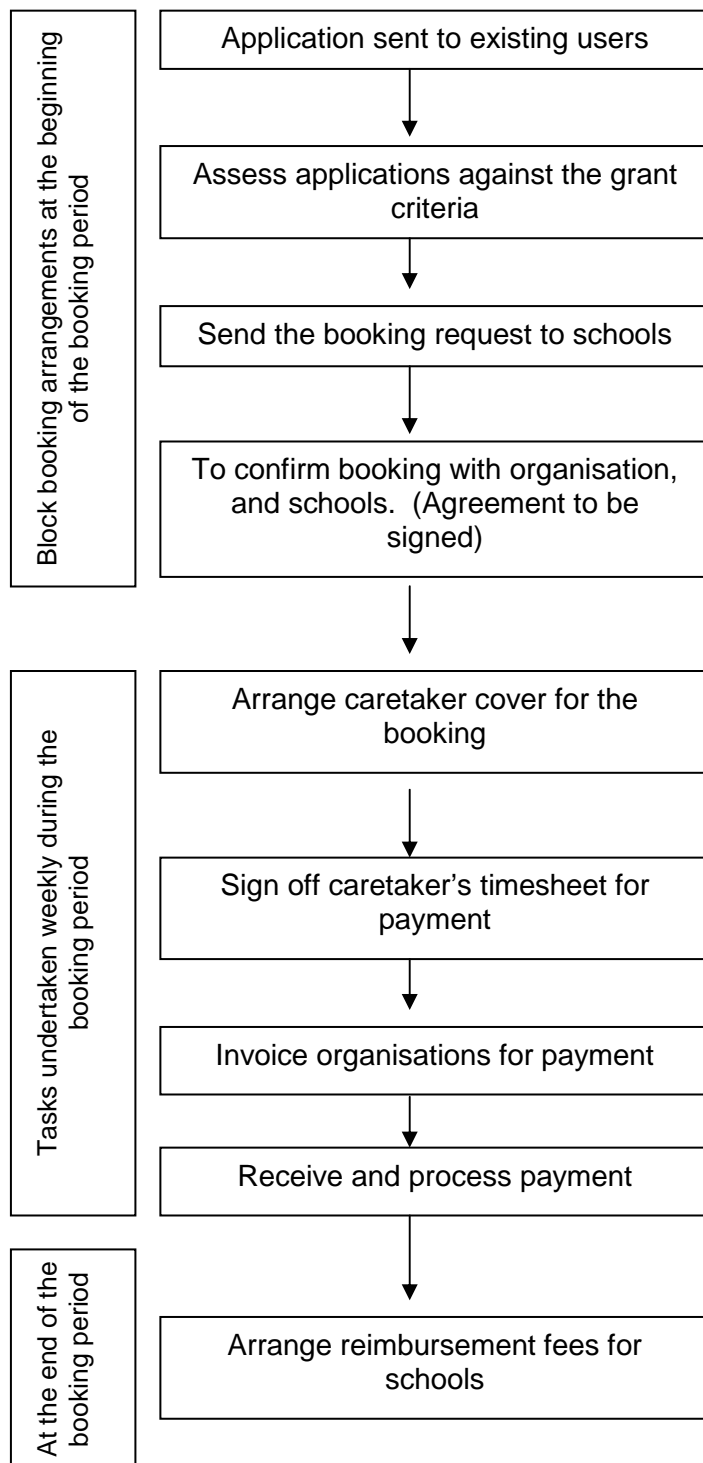 Block booking arrangements at the beginning
of the booking period
Application sent to existing users
Assess applications against the grant
criteria
Send the booking request to schools
To confirm booking with organisation,
and schools.  (Agreement to be
signed)
Tasks undertaken weekly during the
booking period
Arrange caretaker cover for the
booking
Sign off caretaker’s timesheet for
payment
Invoice organisations for payment
Receive and process payment
At the end of the
booking period
Arrange reimbursement fees for
schools